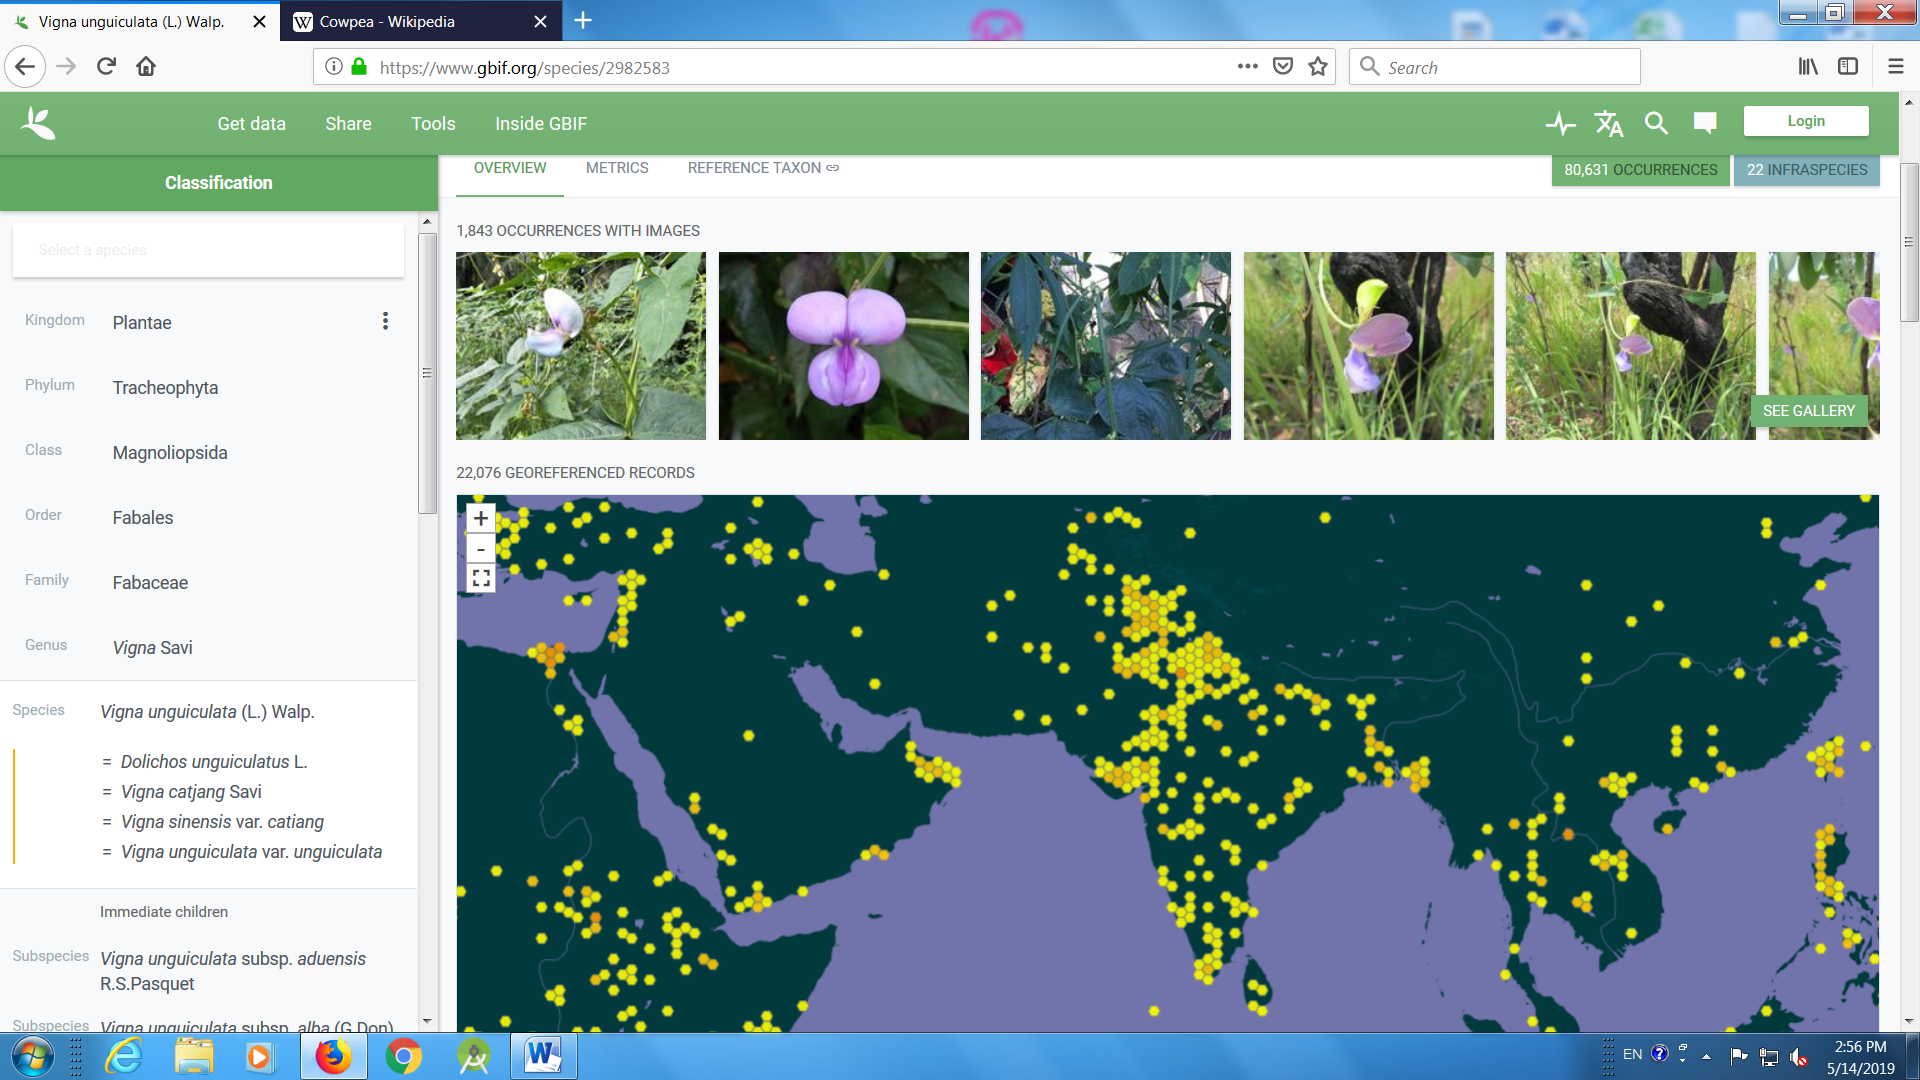 Vigna unguiculata (L.) Walp.
Cowpea - Wikipedia
https://www.gbif.org/species/2982583
Search
Get data Share Tools Inside GBIF
Login
Classification
OVERVIEW METRICS REFERENCE TAXON
80,631 OCCURRENCES 22 INFRASPECIES
Select a species
1,843 OCCURRENCES WITH IMAGES
Kingdom Plantae
Phylum Tracheophyta
Class Magnoliopsida
SEE GALLERY
22,076 GEOREFERENCED RECORDS
+
-
Order Fabales
Family Fabaceae
Genus Vigna Savi
Species Vigna unguiculata (L.) Walp.
= Dolichos unguiculatus L.
= Vigna catjang Savi
= Vigna sinensis var. catiang
= Vigna unguiculata var. unguiculata
Immediate children
Subspecies Vigna unguiculata subsp. aduensis
R.S.Pasquet
Subspecies Vigna unguiculata subsp. alba (G.Don)
EN
2:56 PM
5/14/2019